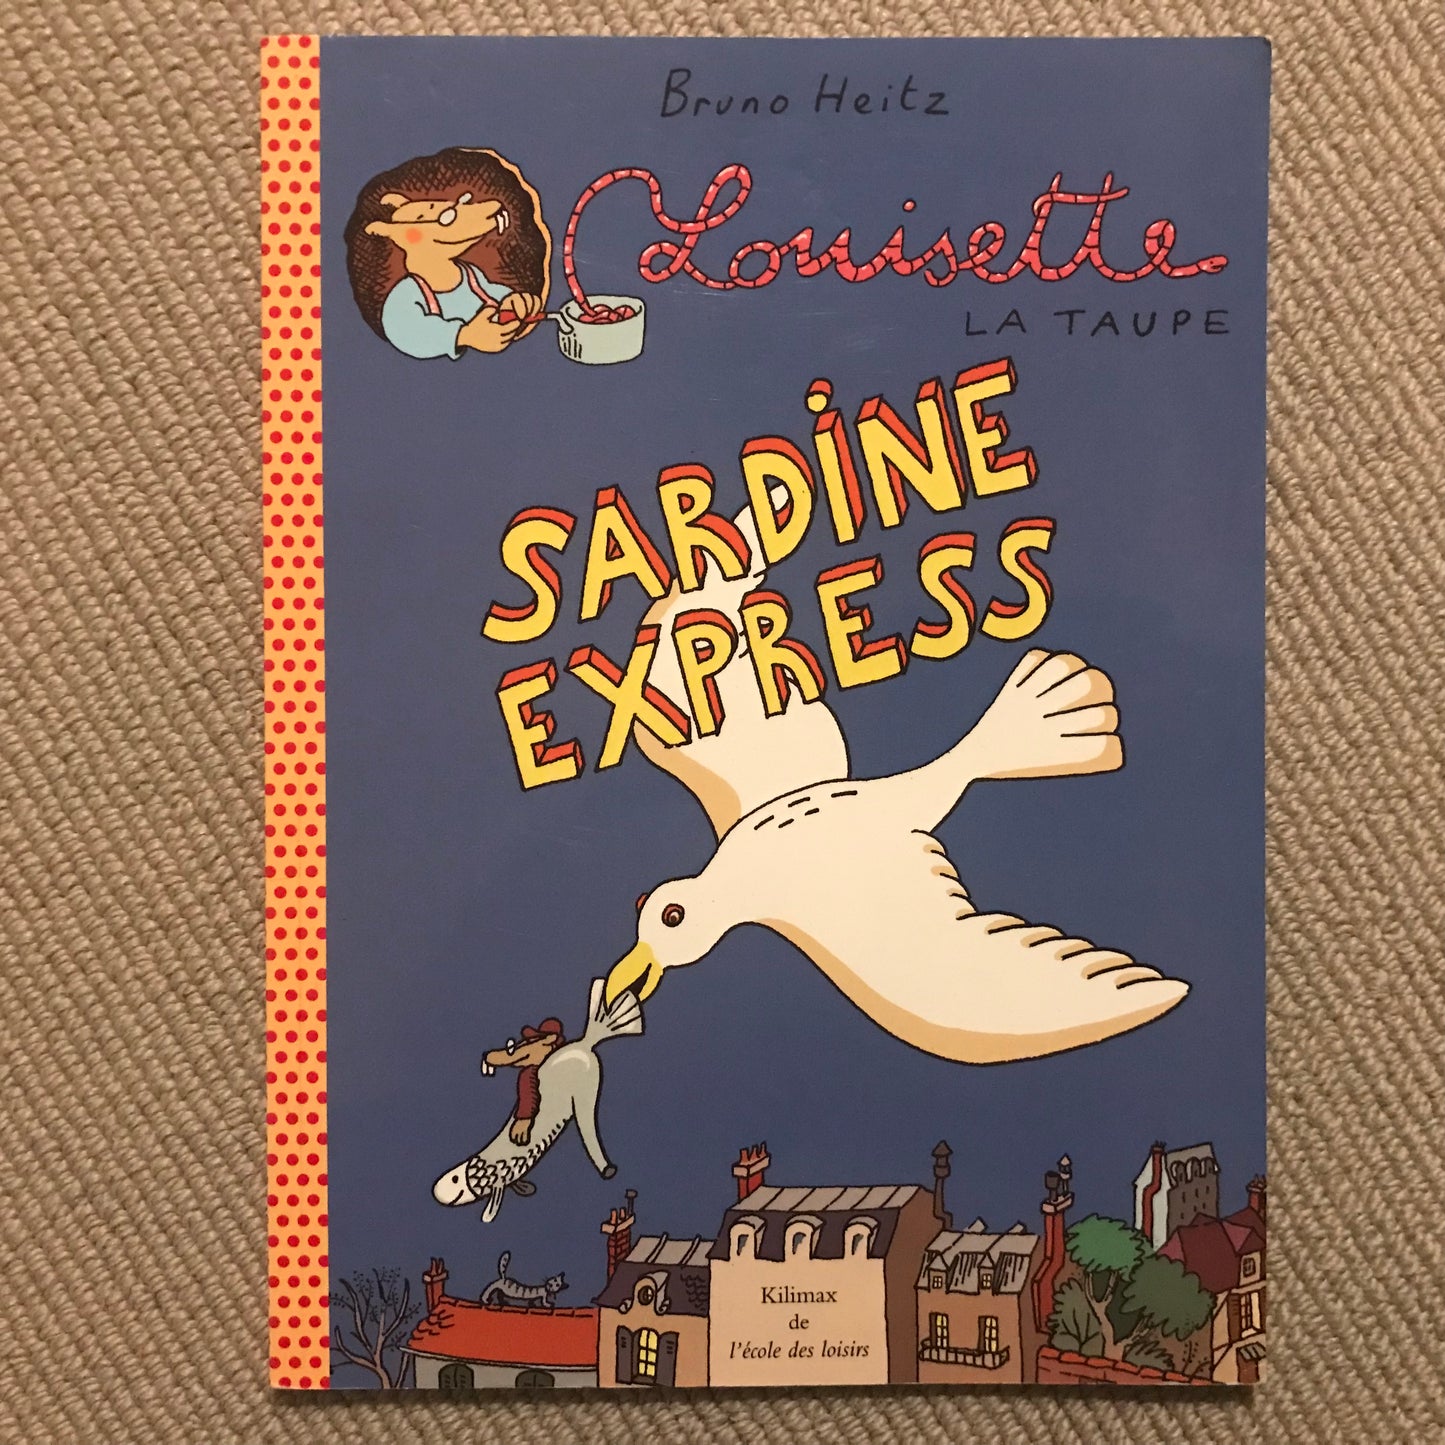 Bruno Heitz
Louisette
LA TAUPE
SARDINE
EXPRESS
Kilimax
de
l'école des loisirs